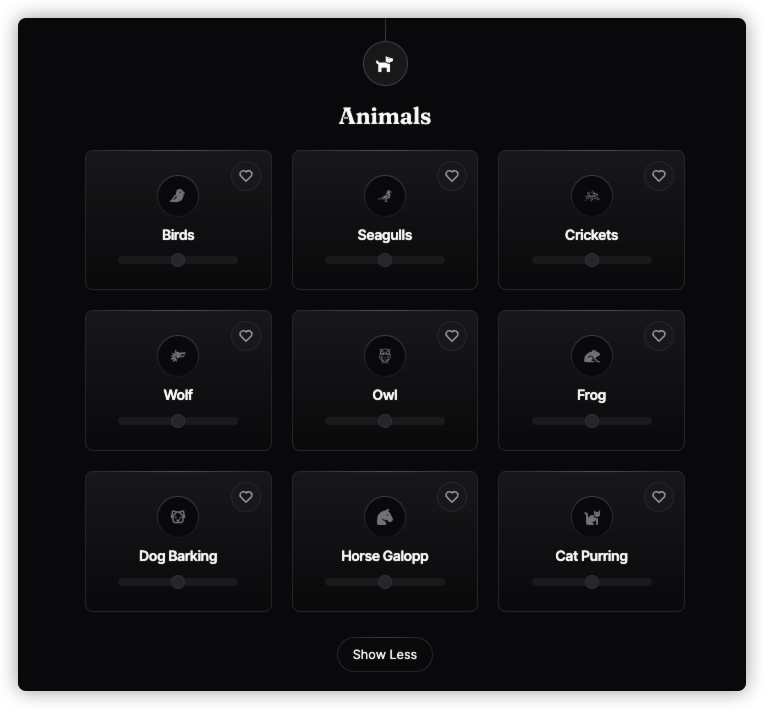 Animals
Birds
Seagulls
Crickets
Wolf
Owl
Frog
Dog Barking
Horse Galopp
Cat Purring
Show Less